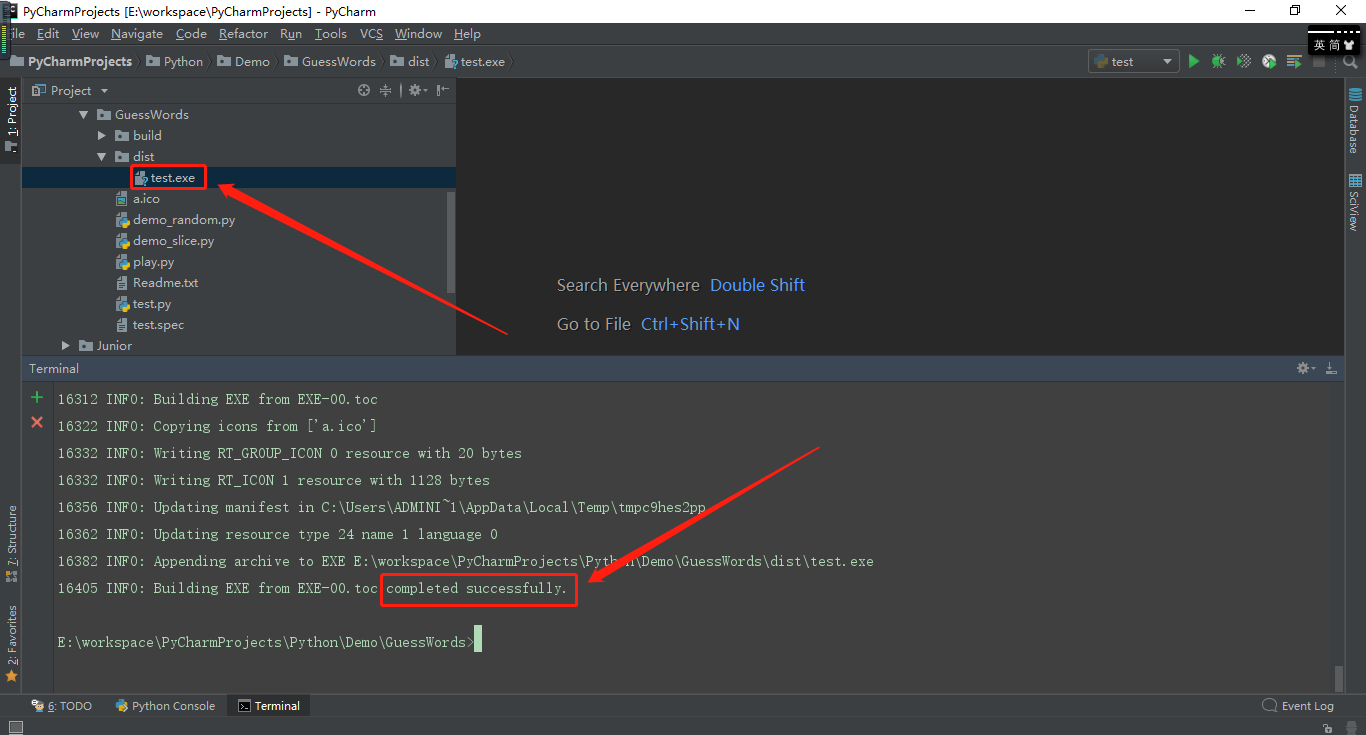 PyCharmProjects [E:\workspace\PyCharmProjects] - PyCharm
ile Edit View Navigate Code Refactor Run Tools VCS Window Help
英 简
PyCharmProjects Python Demo GuessWords dist test.exe
test
1: Project
Project
GuessWords
build
dist
test.exe
a.ico
demo_random.py
demo_slice.py
play.py
Readme.txt
test.py
test.spec
Junior
Search Everywhere Double Shift
Go to File Ctrl+Shift+N
Database
SciView
Terminal
16312 INFO: Building EXE from EXE-00.toc
16322 INFO: Copying icons from ['a.ico']
16332 INFO: Writing RT_GROUP_ICON 0 resource with 20 bytes
16332 INFO: Writing RT_ICON 1 resource with 1128 bytes
16356 INFO: Updating manifest in C:\Users\ADMINI~1\AppData\Local\Temp\tmpc9hes2pp
16362 INFO: Updating resource type 24 name 1 language 0
16382 INFO: Appending archive to EXE E:\workspace\PyCharmProjects\Python\Demo\GuessWords\dist\test.exe
16405 INFO: Building EXE from EXE-00.toc completed successfully.
E:\workspace\PyCharmProjects\Python\Demo\GuessWords>
7: Structure
2: Favorites
6: TODO Python Console Terminal Event Log